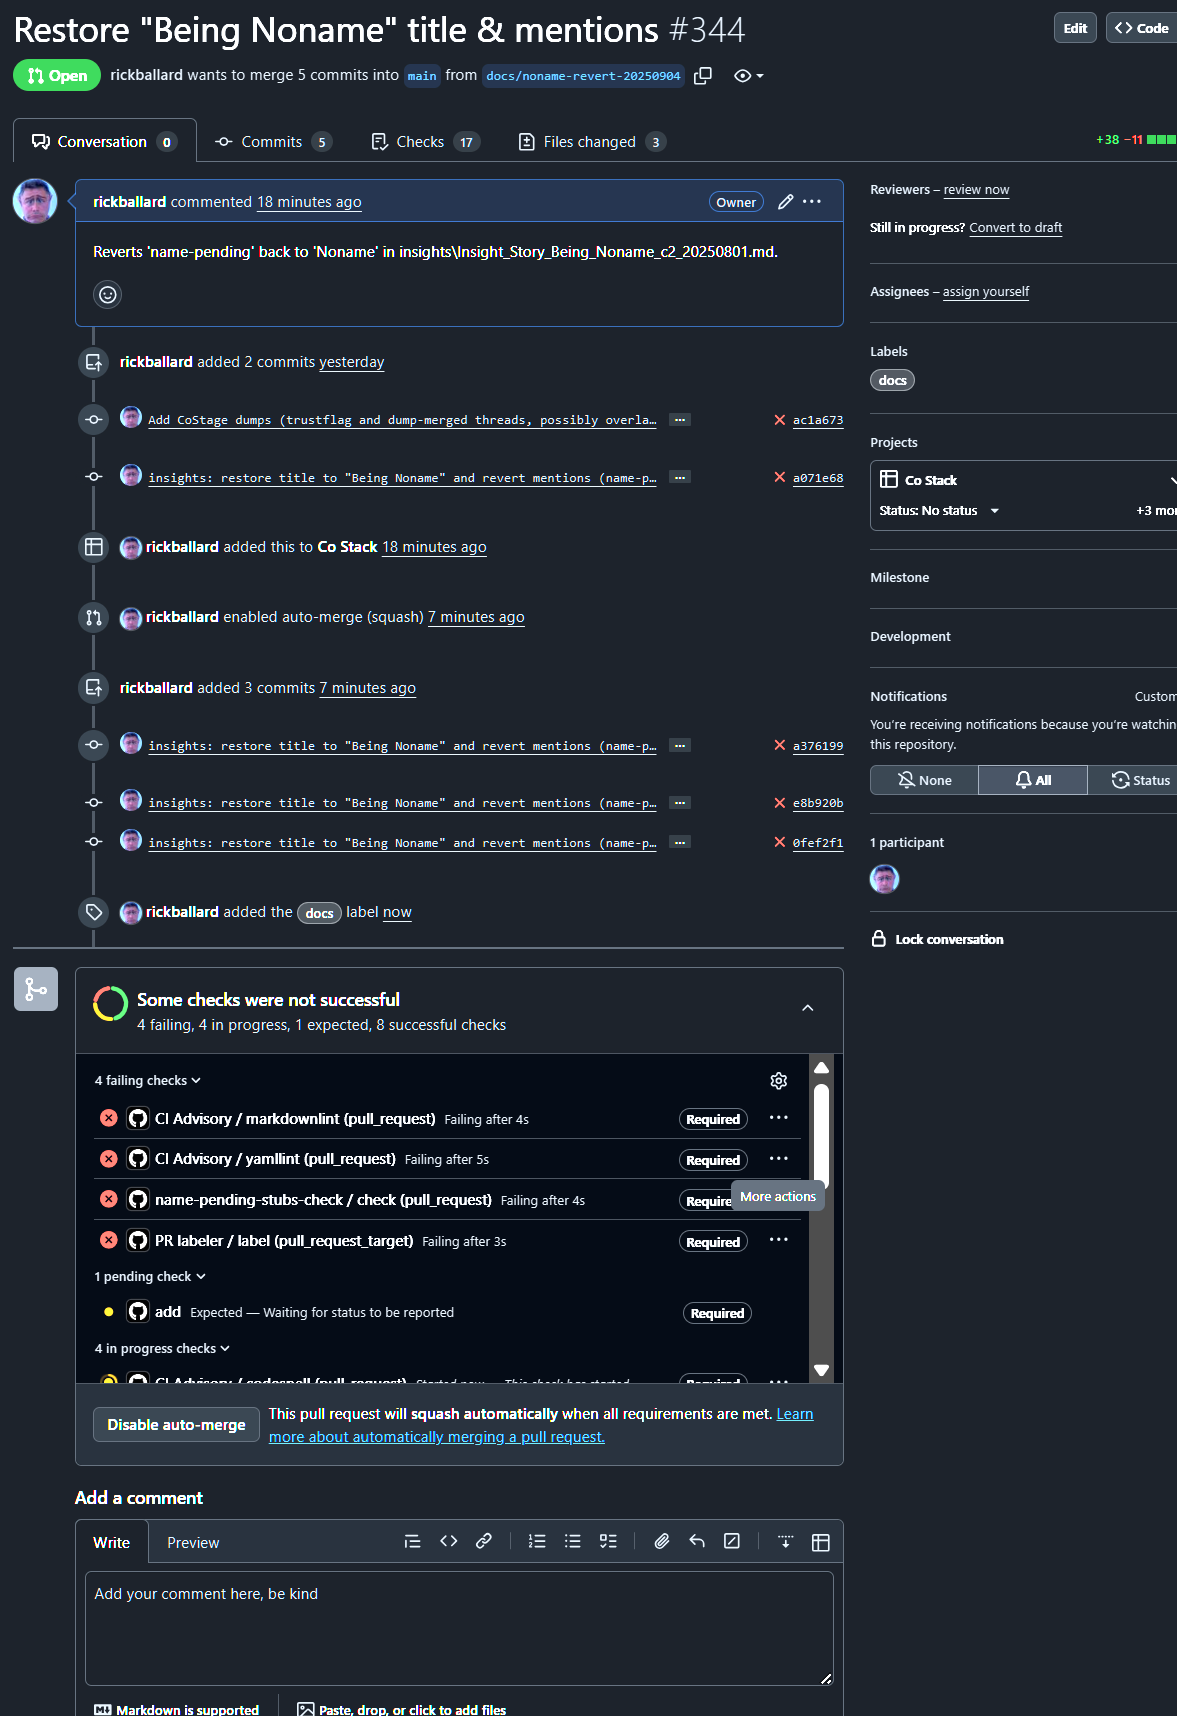 Restore "Being Noname" title & mentions #344
Edit
Code
Open
rickballard wants to merge 5 commits into main from docs/noname-revert-20250904
Conversation 0
Commits 5
Checks 17
Files changed 3
+38 −11
rickballard commented 18 minutes ago
Owner
Reverts 'name-pending' back to 'Noname' in insights\Insight_Story_Being_Noname_c2_20250801.md.
rickballard added 2 commits yesterday
Add CoStage dumps (trustflag and dump-merged threads, possibly overla… ac1a673
insights: restore title to "Being Noname" and revert mentions (name-p… a071e68
rickballard added this to Co Stack 18 minutes ago
rickballard enabled auto-merge (squash) 7 minutes ago
rickballard added 3 commits 7 minutes ago
insights: restore title to "Being Noname" and revert mentions (name-p… a376199
insights: restore title to "Being Noname" and revert mentions (name-p… e8b920b
insights: restore title to "Being Noname" and revert mentions (name-p… 0fef2f1
rickballard added the docs label now
Some checks were not successful
4 failing, 4 in progress, 1 expected, 8 successful checks
4 failing checks
CI Advisory / markdownlint (pull_request) Failing after 4s Required
CI Advisory / yamllint (pull_request) Failing after 5s Required
name-pending-stubs-check / check (pull_request) Failing after 4s Require
More actions
PR labeler / label (pull_request_target) Failing after 3s Required
1 pending check
add Expected — Waiting for status to be reported Required
4 in progress checks
CI Advisory / codespell (pull_request) Started now — This check has started... Required
Disable auto-merge
This pull request will squash automatically when all requirements are met. Learn
more about automatically merging a pull request.
Add a comment
Write
Preview
Add your comment here, be kind
Markdown is supported
Paste, drop, or click to add files
Reviewers – review now
Still in progress? Convert to draft
Assignees – assign yourself
Labels
docs
Projects
Co Stack
Status: No status
+3 mor
Milestone
Development
Notifications
Custom
You're receiving notifications because you're watchin
this repository.
None
All
Status
1 participant
Lock conversation